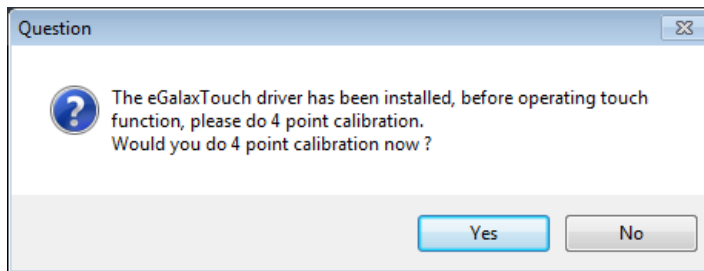 Question
The eGalaxTouch driver has been installed, before operating touch
function, please do 4 point calibration.
Would you do 4 point calibration now ?
Yes
No